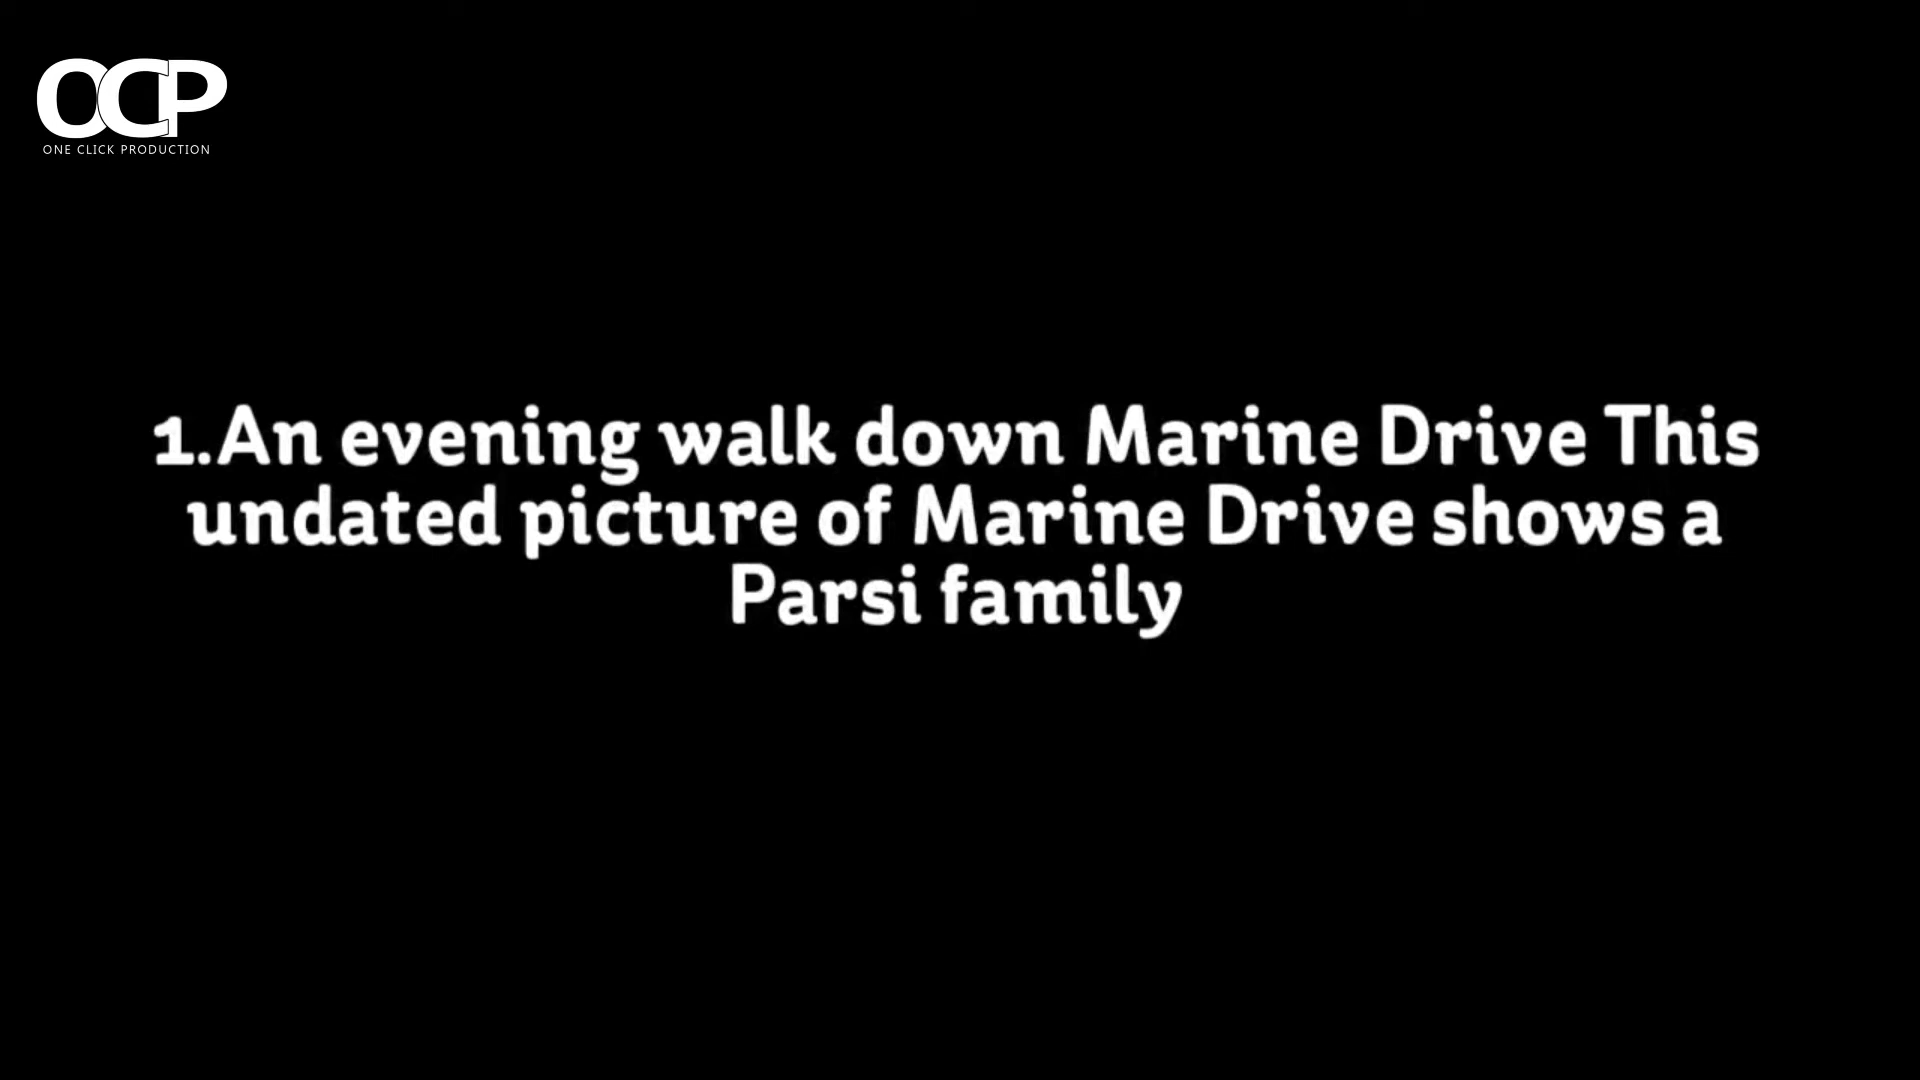 OCP
ONE CLICK PRODUCTION
1.An evening walk down Marine Drive This
undated picture of Marine Drive shows a
Parsi family